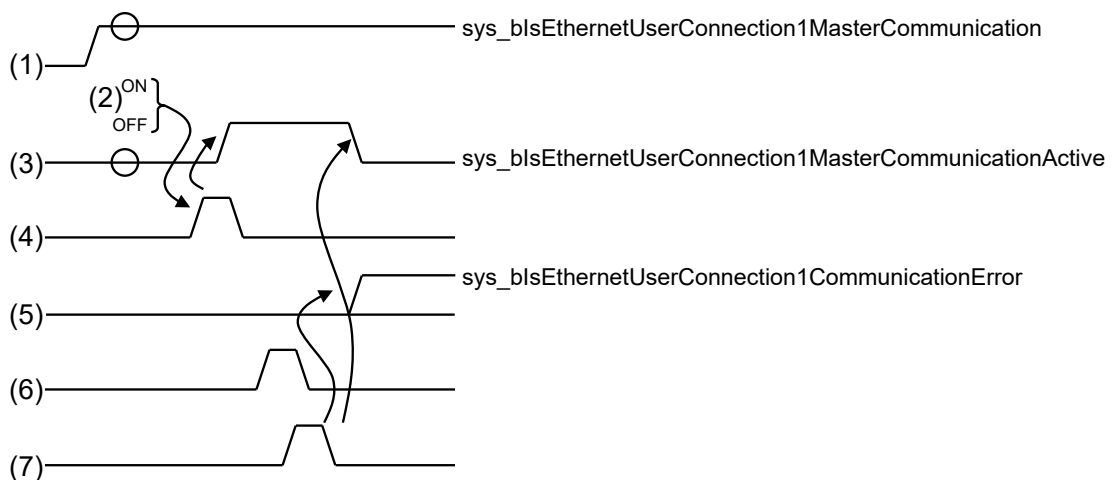 sys_bIsEthernetUserConnection1MasterCommunication
(1)
(2) ON
OFF
(3) sys_bIsEthernetUserConnection1MasterCommunicationActive
(4)
sys_bIsEthernetUserConnection1CommunicationError
(5)
(6)
(7)